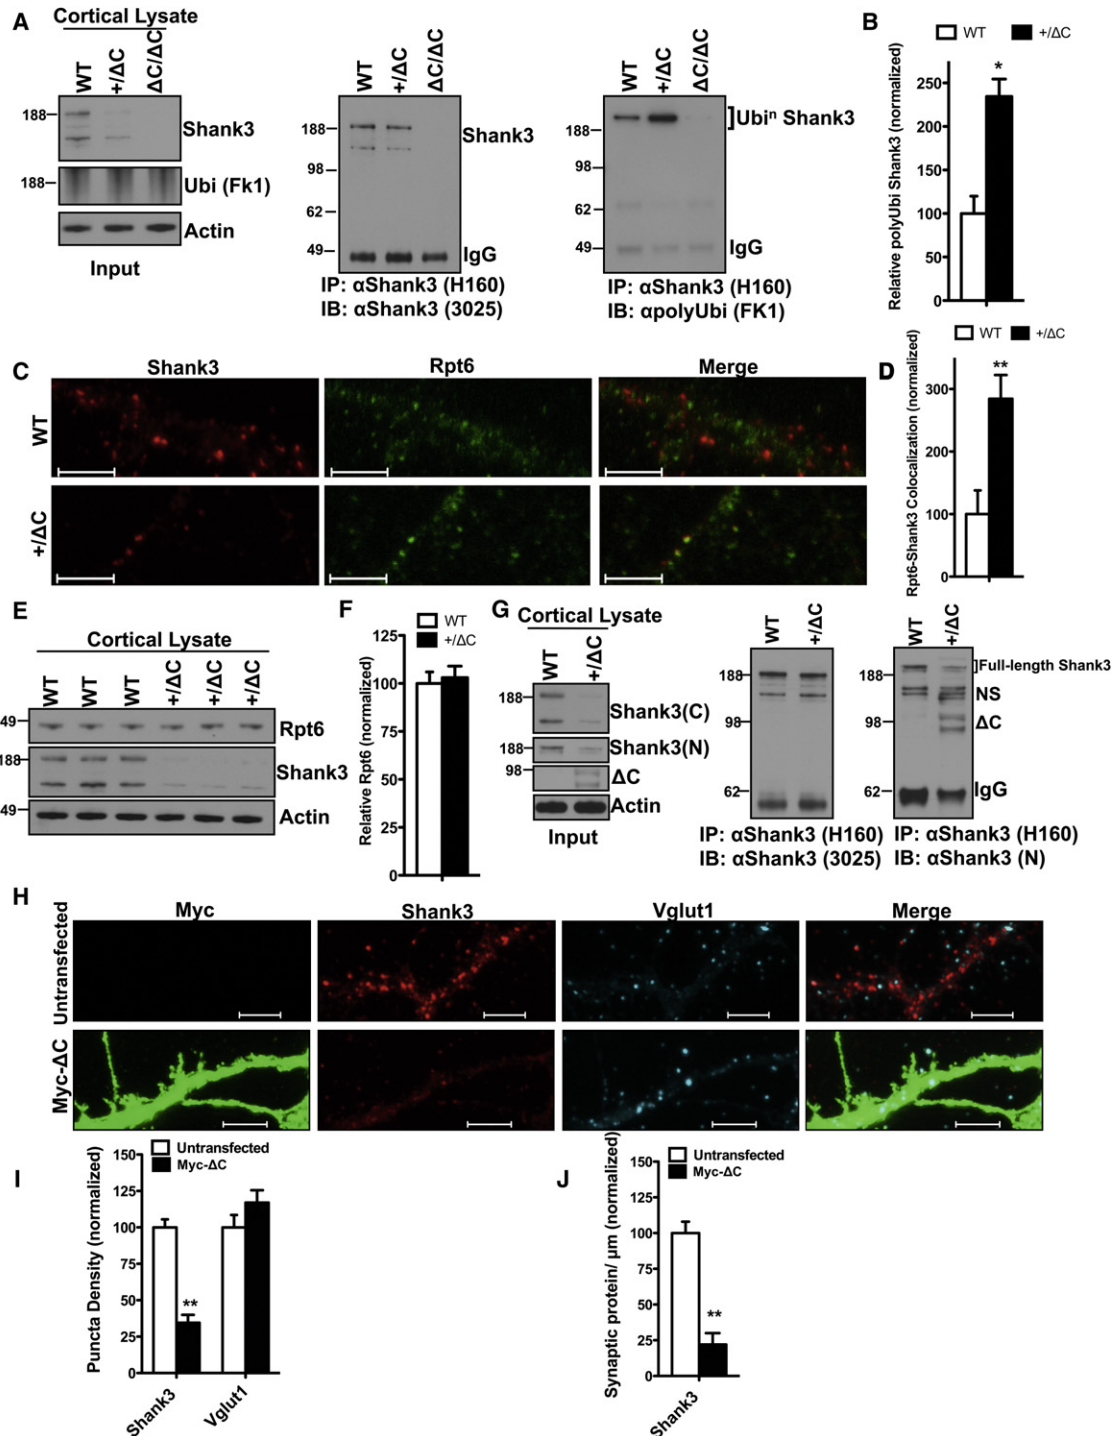 A
Cortical Lysate
WT
+/ΔC
ΔC/ΔC
188
Shank3
188
Ubi (Fk1)
Actin
Input
WT
+/ΔC
ΔC/ΔC
188
98
62
49
Shank3
IgG
IP: αShank3 (H160)
IB: αShank3 (3025)
WT
+/ΔC
ΔC/ΔC
188
98
62
49
]Ubiⁿ Shank3
IgG
IP: αShank3 (H160)
IB: αpolyUbi (FK1)
B
WT
+/ΔC
Relative polyUbi Shank3 (normalized)
250
200
150
100
50
0
*
C
Shank3
Rpt6
Merge
WT
+/ΔC
D
WT
+/ΔC
Rpt6-Shank3 Colocalization (normalized)
300
200
100
0
**
E
Cortical Lysate
WT
WT
WT
+/ΔC
+/ΔC
+/ΔC
49
Rpt6
188
Shank3
49
Actin
F
WT
+/ΔC
Relative Rpt6 (normalized)
125
100
75
50
25
0
G
Cortical Lysate
WT
+/ΔC
188
Shank3(C)
188
Shank3(N)
98
ΔC
Actin
Input
WT
+/ΔC
188
98
62
IP: αShank3 (H160)
IB: αShank3 (3025)
WT
+/ΔC
188
98
62
]Full-length Shank3
NS
ΔC
IgG
IP: αShank3 (H160)
IB: αShank3 (N)
H
Myc
Shank3
Vglut1
Merge
Untransfected
Myc-ΔC
I
Untransfected
Myc-ΔC
Puncta Density (normalized)
150
125
100
75
50
25
0
**
Shank3
Vglut1
J
Untransfected
Myc-ΔC
Synaptic protein/ μm (normalized)
150
125
100
75
50
25
0
**
Shank3